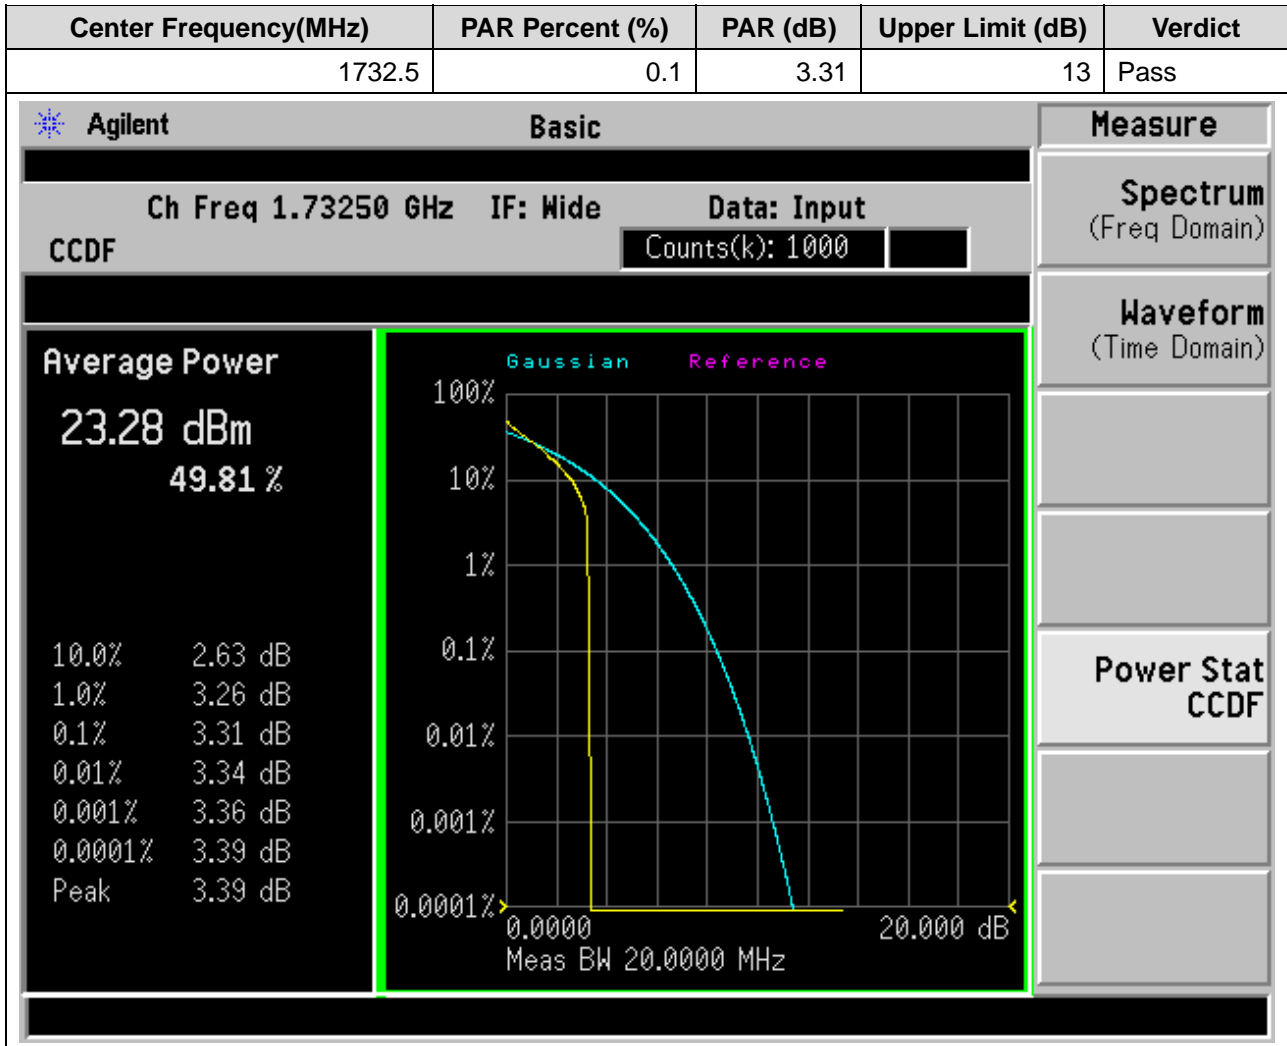 Center Frequency(MHz) PAR Percent (%) PAR (dB) Upper Limit (dB) Verdict
1732.5 0.1 3.31 13 Pass
Agilent Basic Measure
Ch Freq 1.73250 GHz IF: Wide Data: Input
CCDF Counts(k): 1000
Spectrum
(Freq Domain)
Waveform
(Time Domain)
Power Stat
CCDF
Average Power
23.28 dBm
49.81 %
10.0% 2.63 dB
1.0% 3.26 dB
0.1% 3.31 dB
0.01% 3.34 dB
0.001% 3.36 dB
0.0001% 3.39 dB
Peak 3.39 dB
Gaussian Reference
100%
10%
1%
0.1%
0.01%
0.001%
0.0001%
0.0000 20.000 dB
Meas BW 20.0000 MHz